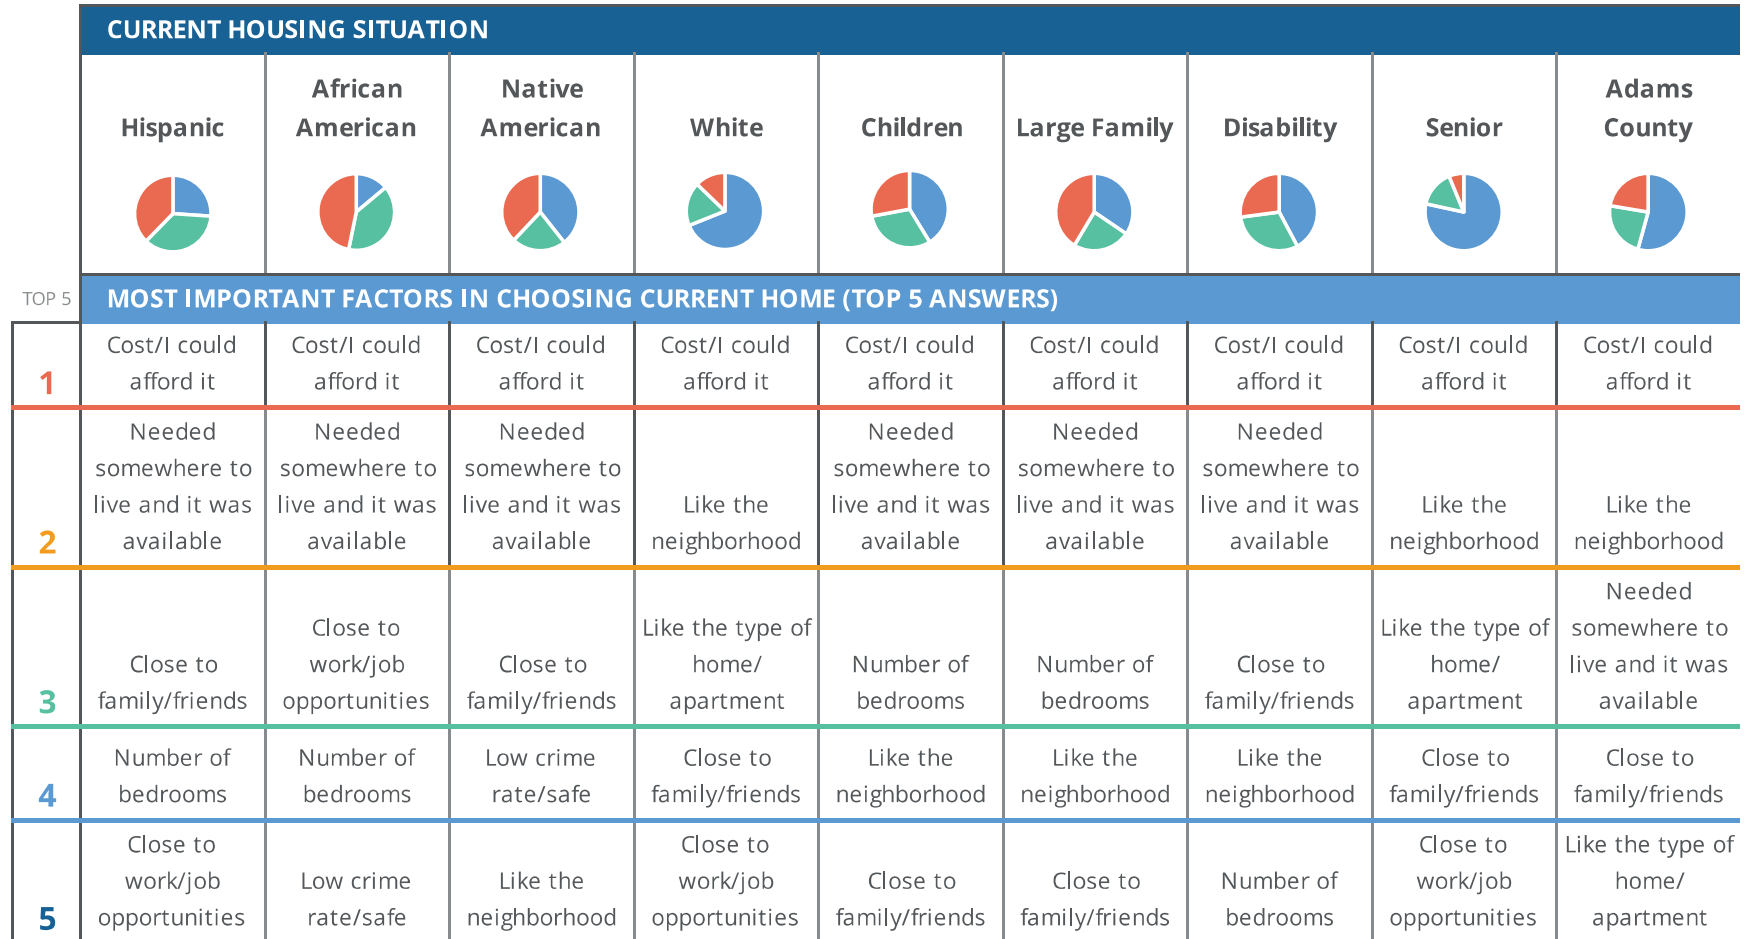 CURRENT HOUSING SITUATION
Hispanic
African
American
Native
American
White
Children
Large Family
Disability
Senior
Adams
County
TOP 5
MOST IMPORTANT FACTORS IN CHOOSING CURRENT HOME (TOP 5 ANSWERS)
1
Cost/I could
afford it
Cost/I could
afford it
Cost/I could
afford it
Cost/I could
afford it
Cost/I could
afford it
Cost/I could
afford it
Cost/I could
afford it
Cost/I could
afford it
Cost/I could
afford it
2
Needed
somewhere to
live and it was
available
Needed
somewhere to
live and it was
available
Needed
somewhere to
live and it was
available
Like the
neighborhood
Needed
somewhere to
live and it was
available
Needed
somewhere to
live and it was
available
Needed
somewhere to
live and it was
available
Like the
neighborhood
Like the
neighborhood
3
Close to
family/friends
Close to
work/job
opportunities
Close to
family/friends
Like the type of
home/
apartment
Number of
bedrooms
Number of
bedrooms
Close to
family/friends
Like the type of
home/
apartment
Needed
somewhere to
live and it was
available
4
Number of
bedrooms
Number of
bedrooms
Low crime
rate/safe
Close to
family/friends
Like the
neighborhood
Like the
neighborhood
Like the
neighborhood
Close to
family/friends
Close to
family/friends
5
Close to
work/job
opportunities
Low crime
rate/safe
Like the
neighborhood
Close to
work/job
opportunities
Close to
family/friends
Close to
family/friends
Number of
bedrooms
Close to
work/job
opportunities
Like the type of
home/
apartment